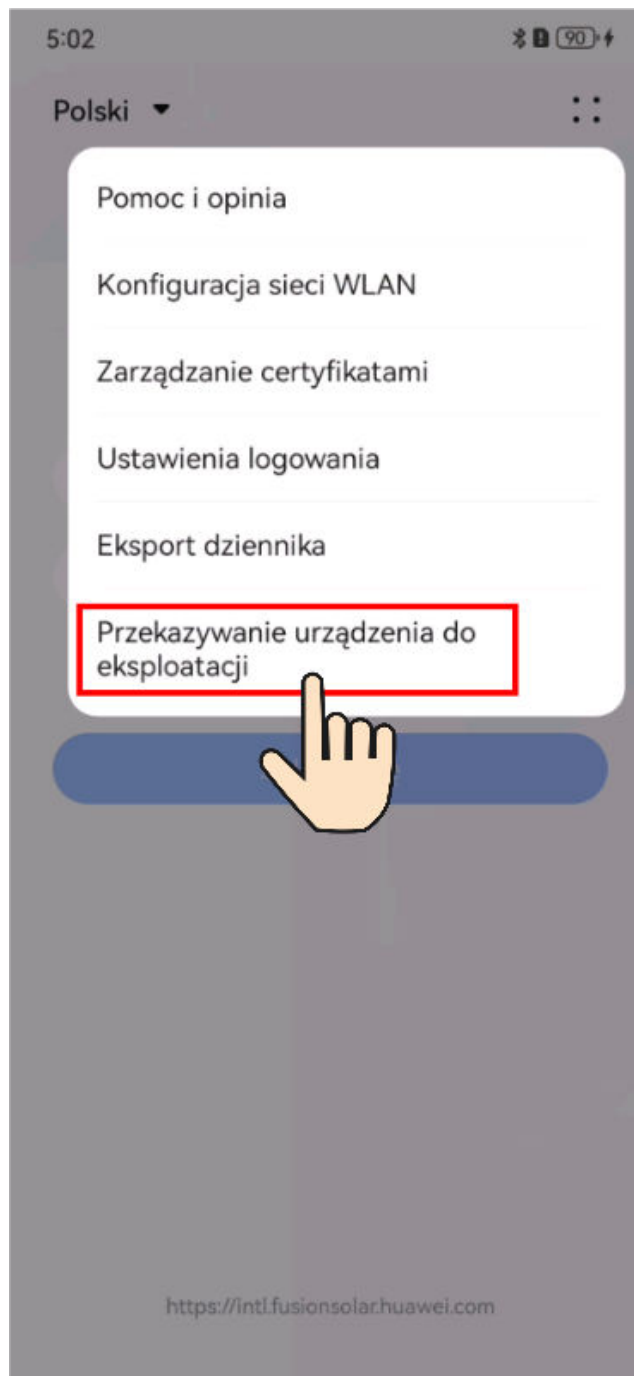 5:02
90
Polski
Pomoc i opinia
Konfiguracja sieci WLAN
Zarządzanie certyfikatami
Ustawienia logowania
Eksport dziennika
Przekazywanie urządzenia do
eksploatacji
https://intl.fusionsolar.huawei.com